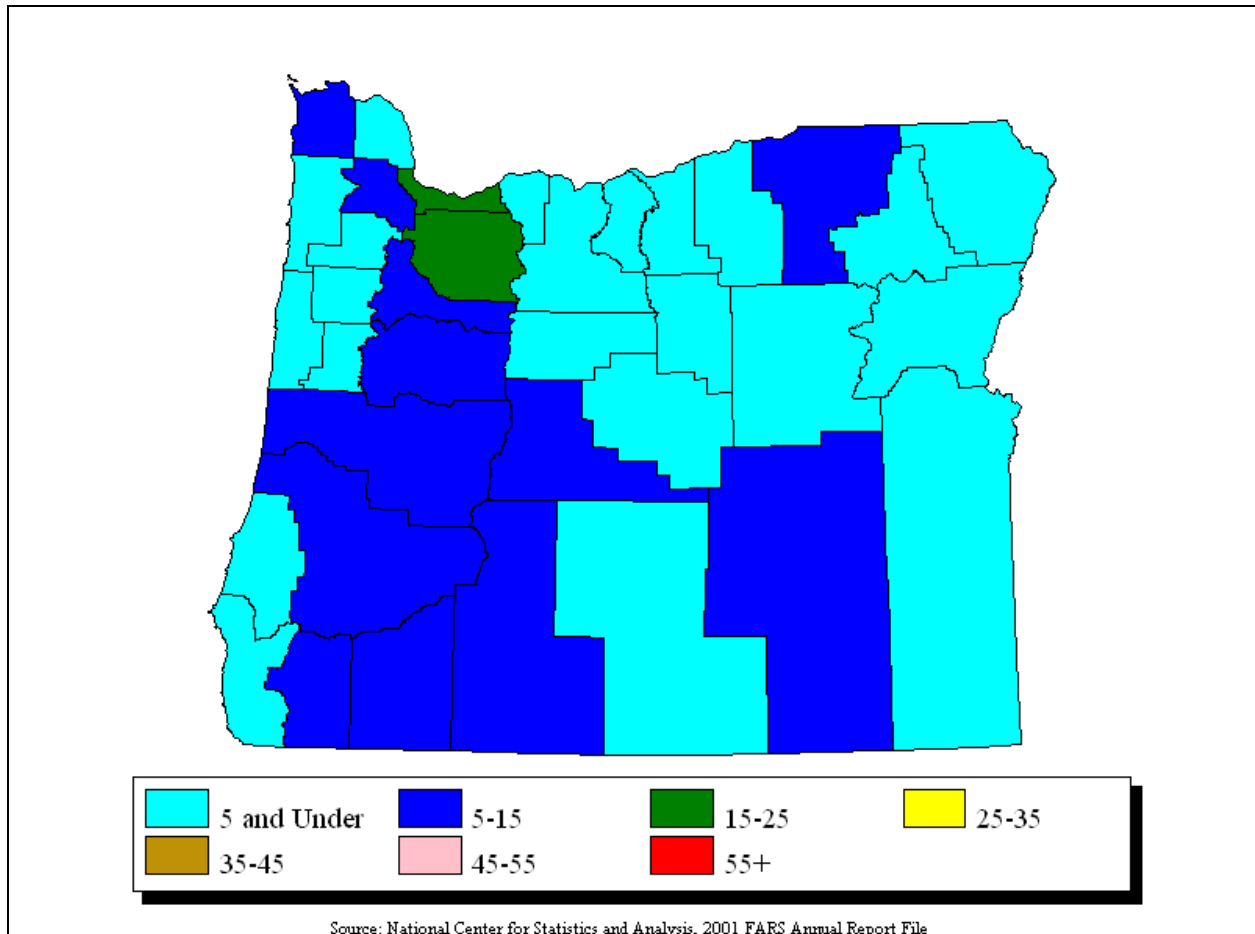 5 and Under 5-15 15-25 25-35
35-45 45-55 55+
Source: National Center for Statistics and Analysis, 2001 FARS Annual Report File